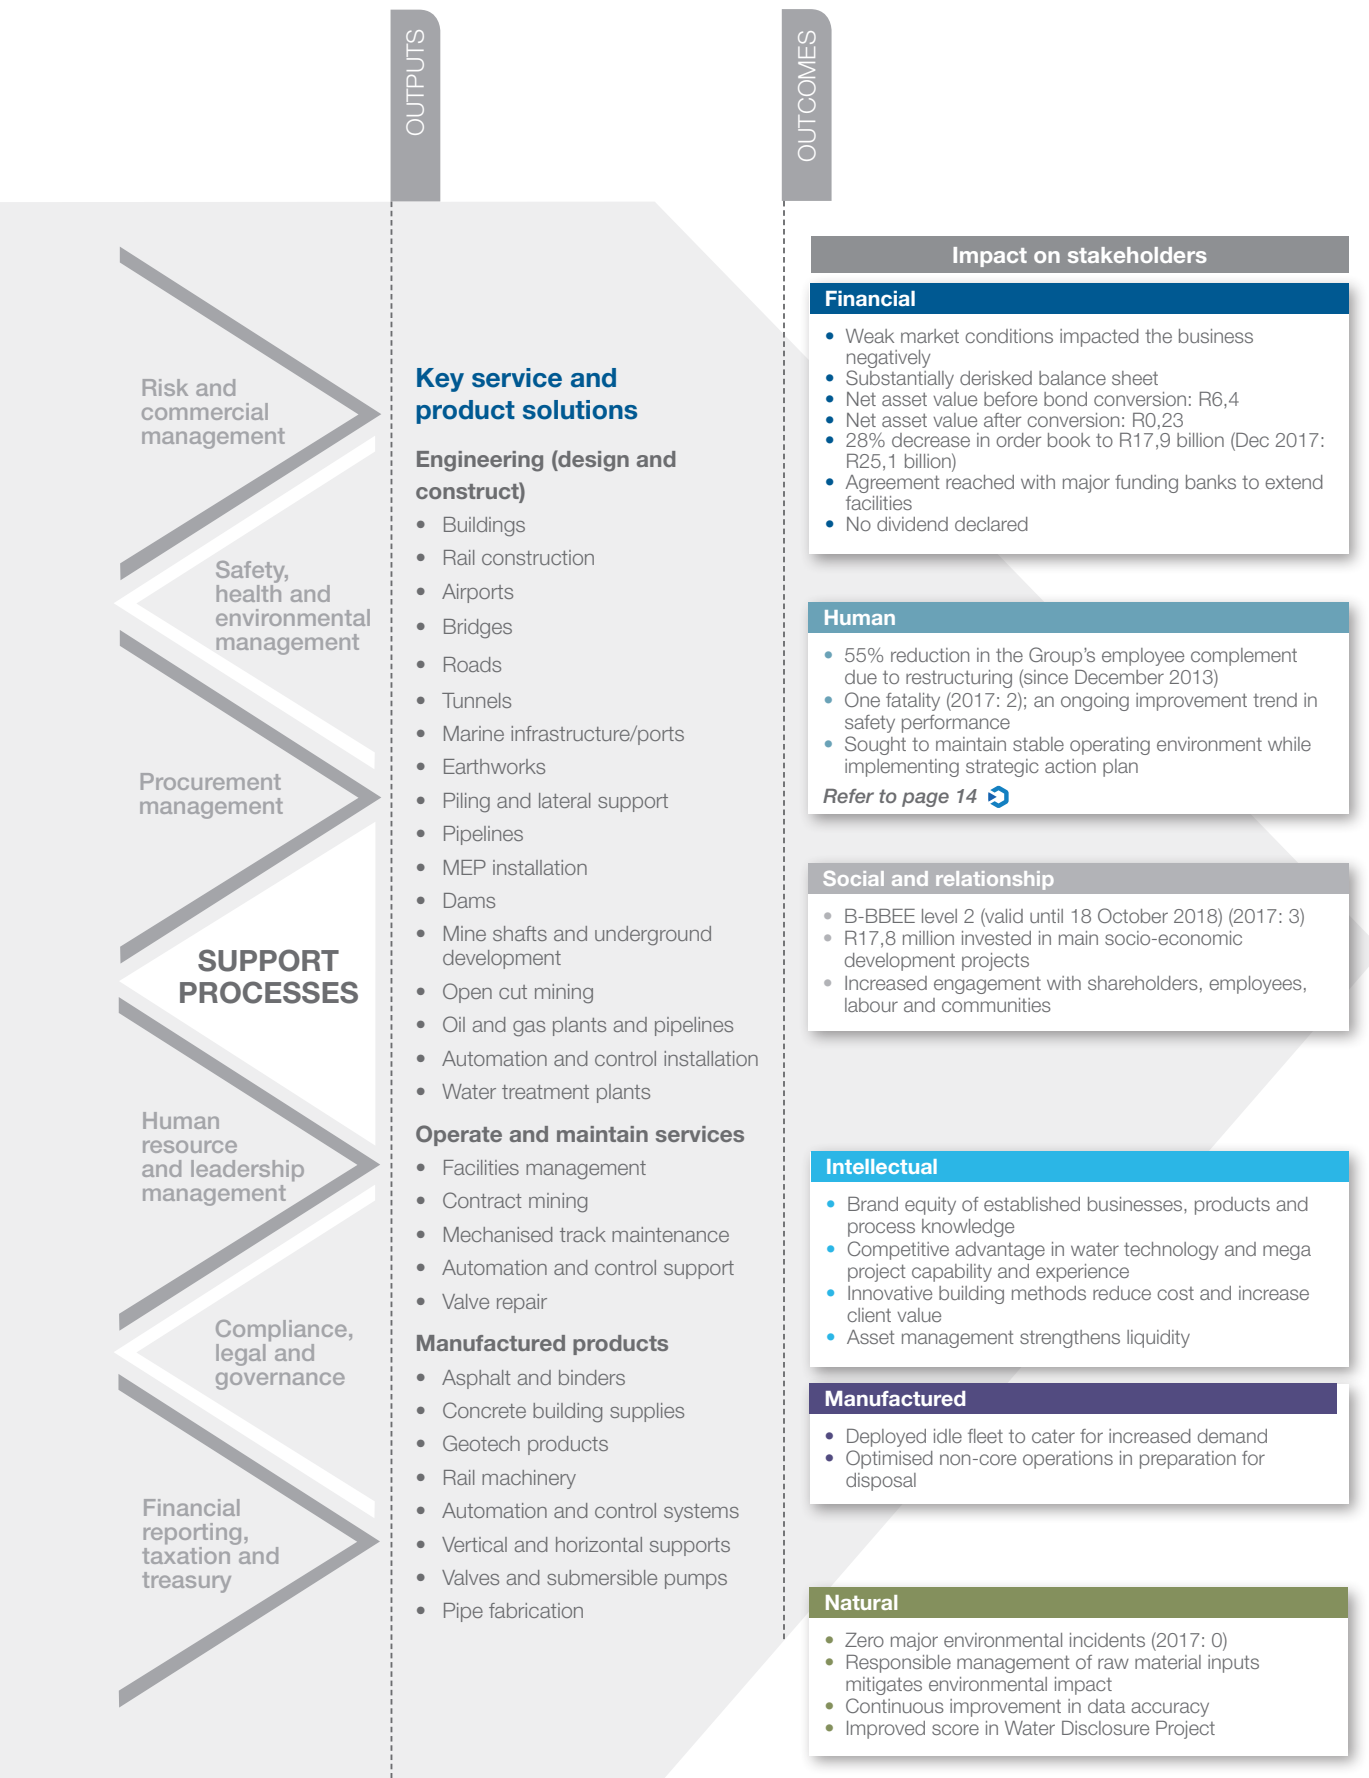 OUTPUTS
OUTCOMES
Risk and
commercial
management
Safety,
health and
environmental
management
Procurement
management
SUPPORT
PROCESSES
Human
resource
and leadership
management
Compliance,
legal and
governance
Financial
reporting,
taxation and
treasury
Key service and
product solutions
Engineering (design and
construct)
• Buildings
• Rail construction
• Airports
• Bridges
• Roads
• Tunnels
• Marine infrastructure/ports
• Earthworks
• Piling and lateral support
• Pipelines
• MEP installation
• Dams
• Mine shafts and underground
development
• Open cut mining
• Oil and gas plants and pipelines
• Automation and control installation
• Water treatment plants
Operate and maintain services
• Facilities management
• Contract mining
• Mechanised track maintenance
• Automation and control support
• Valve repair
Manufactured products
• Asphalt and binders
• Concrete building supplies
• Geotech products
• Rail machinery
• Automation and control systems
• Vertical and horizontal supports
• Valves and submersible pumps
• Pipe fabrication
Impact on stakeholders
Financial
• Weak market conditions impacted the business
negatively
• Substantially derisked balance sheet
• Net asset value before bond conversion: R6,4
• Net asset value after conversion: R0,23
• 28% decrease in order book to R17,9 billion (Dec 2017:
R25,1 billion)
• Agreement reached with major funding banks to extend
facilities
• No dividend declared
Human
• 55% reduction in the Group's employee complement
due to restructuring (since December 2013)
• One fatality (2017: 2); an ongoing improvement trend in
safety performance
• Sought to maintain stable operating environment while
implementing strategic action plan
Refer to page 14
Social and relationship
• B-BBEE level 2 (valid until 18 October 2018) (2017: 3)
• R17,8 million invested in main socio-economic
development projects
• Increased engagement with shareholders, employees,
labour and communities
Intellectual
• Brand equity of established businesses, products and
process knowledge
• Competitive advantage in water technology and mega
project capability and experience
• Innovative building methods reduce cost and increase
client value
• Asset management strengthens liquidity
Manufactured
• Deployed idle fleet to cater for increased demand
• Optimised non-core operations in preparation for
disposal
Natural
• Zero major environmental incidents (2017: 0)
• Responsible management of raw material inputs
mitigates environmental impact
• Continuous improvement in data accuracy
• Improved score in Water Disclosure Project